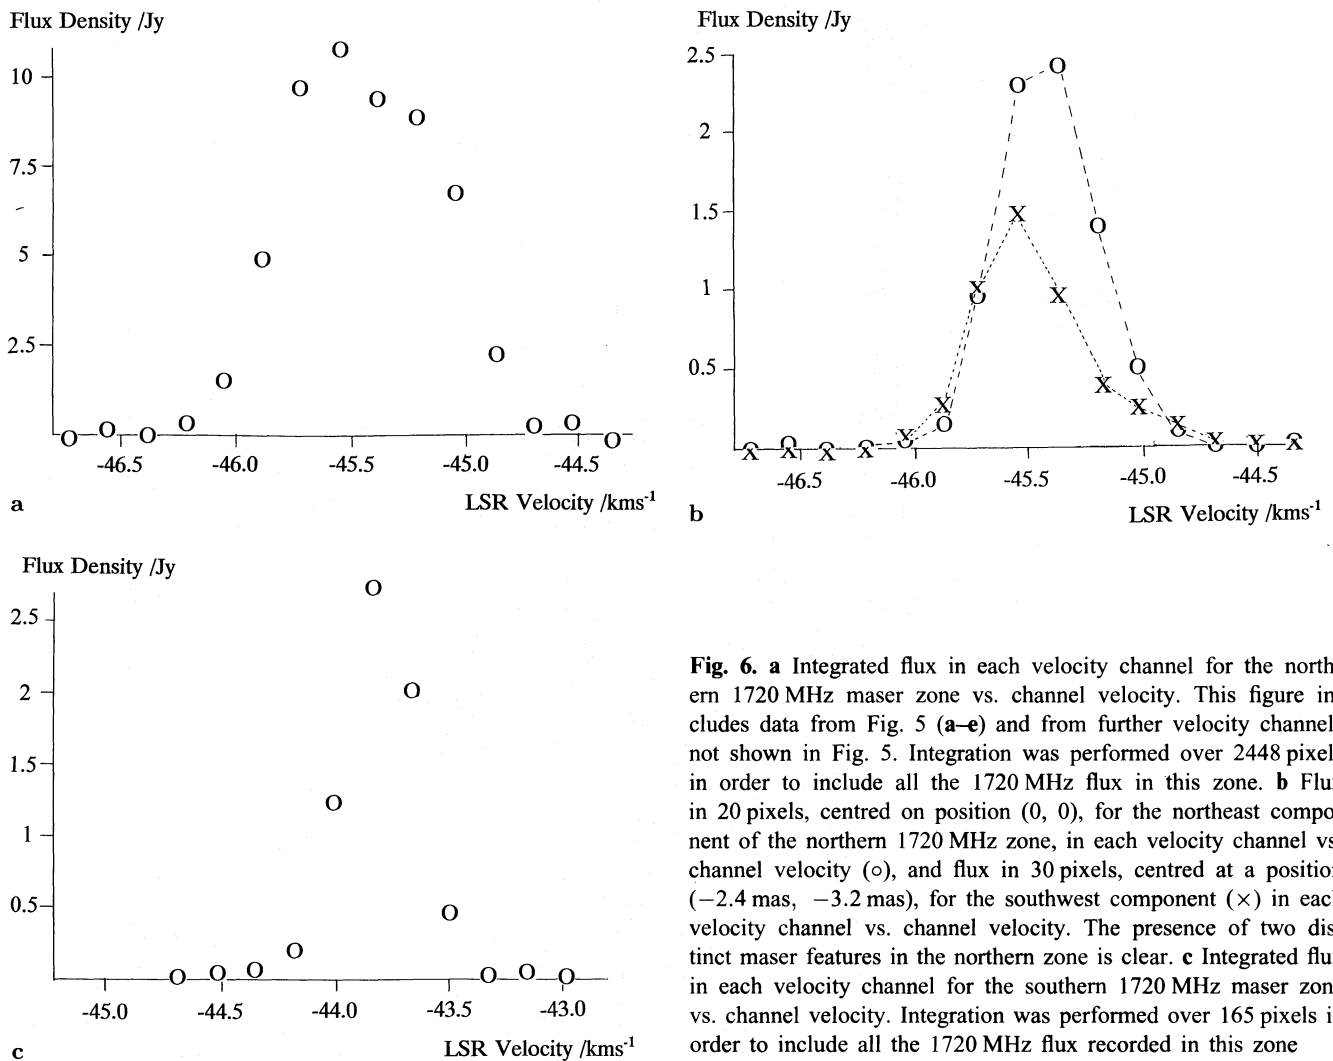 Flux Density /Jy
10
7.5
5
2.5
-46.5 -46.0 -45.5 -45.0 -44.5
LSR Velocity /kms-1
a
Flux Density /Jy
2.5
2
1.5
1
0.5
-46.5 -46.0 -45.5 -45.0 -44.5
LSR Velocity /kms-1
b
Flux Density /Jy
2.5
2
1.5
1
0.5
-45.0 -44.5 -44.0 -43.5 -43.0
LSR Velocity /kms-1
c
Fig. 6. a Integrated flux in each velocity channel for the north
ern 1720 MHz maser zone vs. channel velocity. This figure in
cludes data from Fig. 5 (a–e) and from further velocity channel
not shown in Fig. 5. Integration was performed over 2448 pixel
in order to include all the 1720 MHz flux in this zone. b Flu
in 20 pixels, centred on position (0, 0), for the northeast compo
nent of the northern 1720 MHz zone, in each velocity channel vs
channel velocity (○), and flux in 30 pixels, centred at a positio
(−2.4 mas, −3.2 mas), for the southwest component (×) in eac
velocity channel vs. channel velocity. The presence of two dis
tinct maser features in the northern zone is clear. c Integrated flu
in each velocity channel for the southern 1720 MHz maser zon
vs. channel velocity. Integration was performed over 165 pixels i
order to include all the 1720 MHz flux recorded in this zone